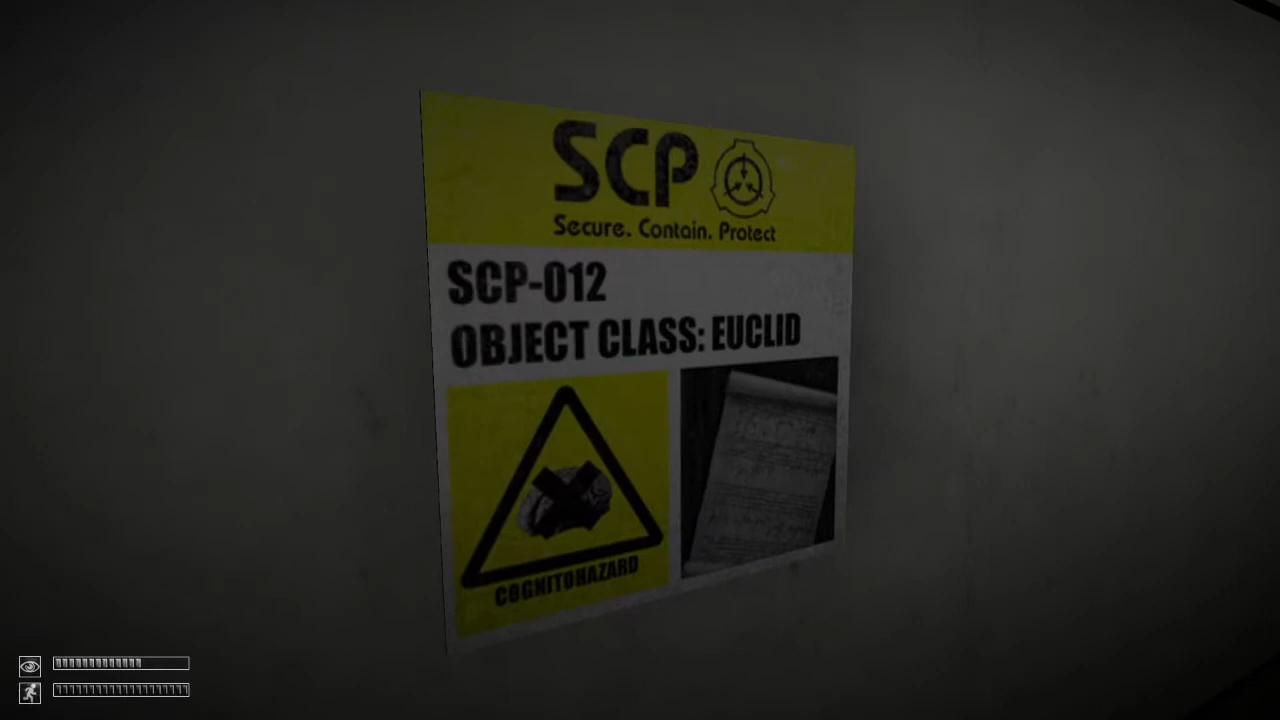 SCP
Secure. Contain. Protect
SCP-012
OBJECT CLASS: EUCLID
COGNITOHAZARD